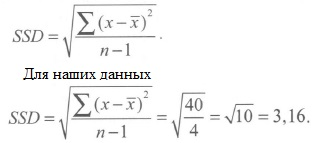 SSD = √(∑(x−x̄)²/(n−1)).
Для наших данных
SSD = √(∑(x−x̄)²/(n−1)) = √(40/4) = √10 = 3,16.